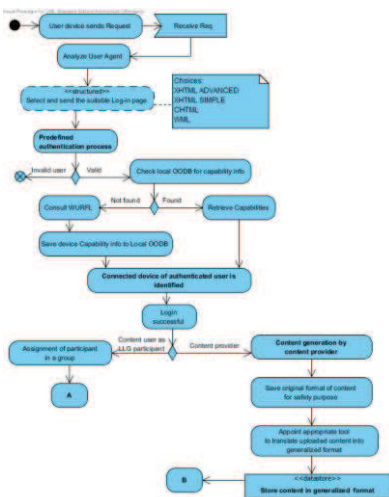 User device sends Request
Receive Req
Analyze User Agent
<<structured>>
Select and send the suitable Log-in page
Choices:
XHTML ADVANCED
XHTML SIMPLE
CHTML
WML
Predefined
authentication process
Invalid user
Valid
Check local OODB for capability info
Not found
Found
Consult WURFL
Retrieve Capabilities
Save device Capability info to Local OODB
Connected device of authenticated user is
identified
Login
successful
Content user as
LLG participant
Content provider
Assignment of participant
in a group
Content generation by
content provider
A
Save original format of content
for safety purpose
Appoint appropriate tool
to translate uploaded content into
generalized format
B
<<datastore>>
Store content in generalized format